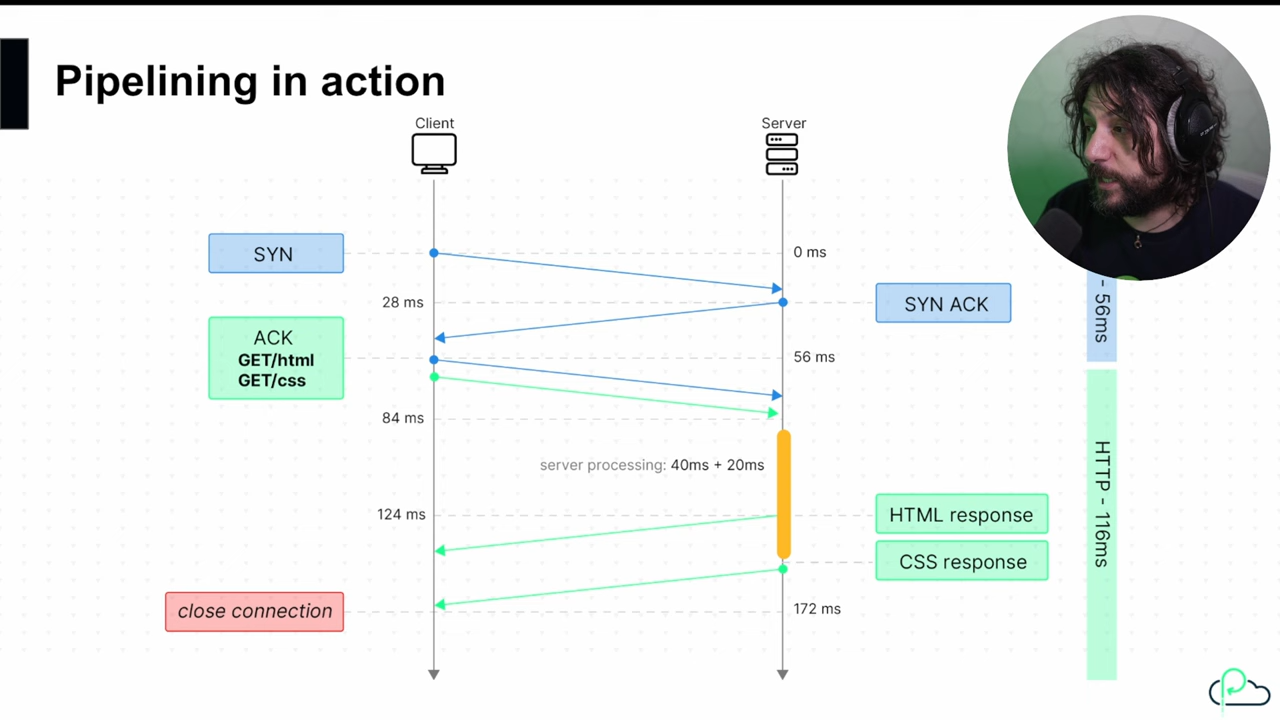 Pipelining in action
Client
Server
SYN
0 ms
28 ms
SYN ACK
ACK
GET/html
GET/css
56 ms
84 ms
server processing: 40ms + 20ms
124 ms
HTML response
CSS response
close connection
172 ms
- 56ms
HTTP - 116ms